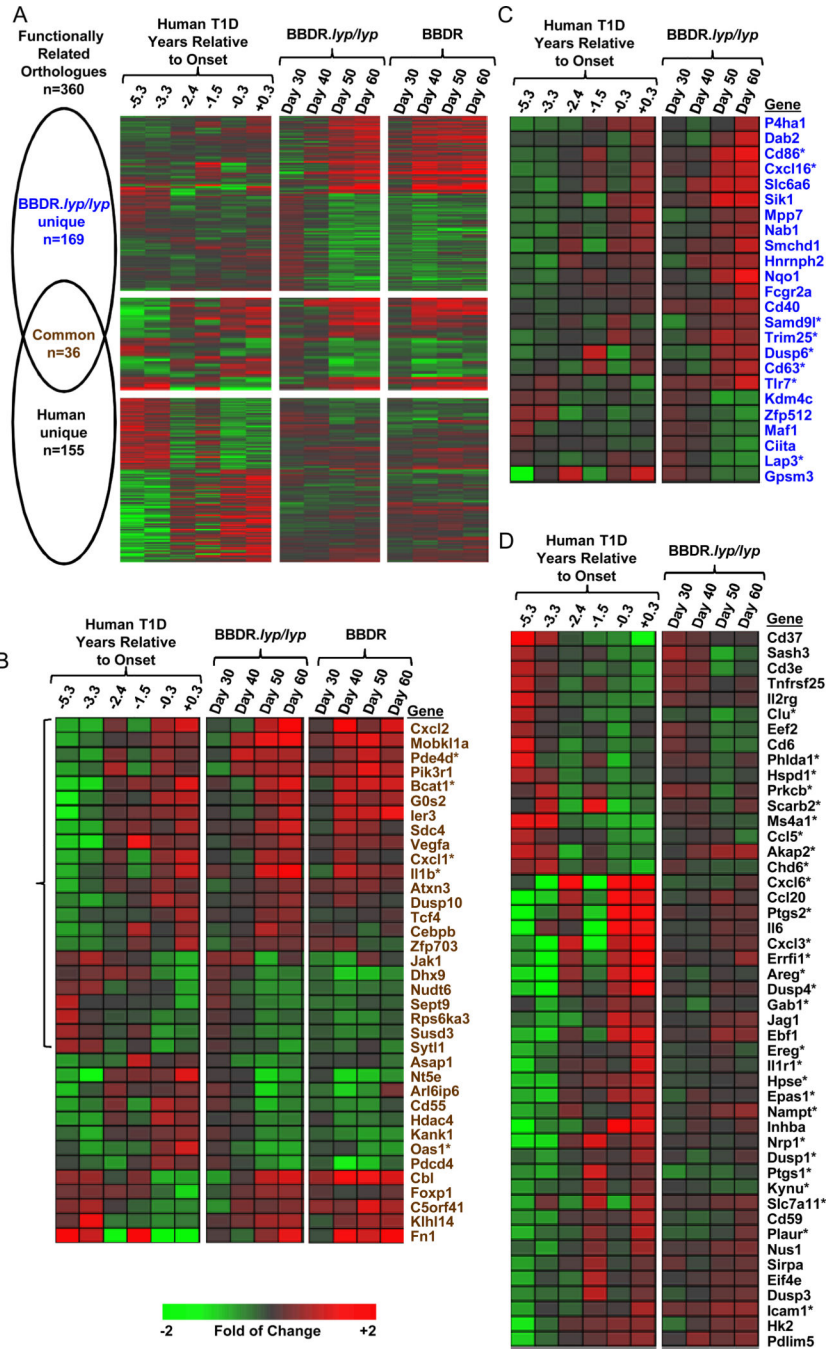 A
Functionally
Related
Orthologues
n=360
BBDR.lyp/lyp
unique
n=169
Common
n=36
Human
unique
n=155
Human T1D
Years Relative
to Onset
BBDR.lyp/lyp
BBDR
-5.3 -3.3 -2.4 -1.5 -0.3 +0.3
Day 30 Day 40 Day 50 Day 60
Day 30 Day 40 Day 50 Day 60
C
Human T1D
Years Relative
to Onset
BBDR.lyp/lyp
-5.3 -3.3 -2.4 -1.5 -0.3 +0.3
Day 30 Day 40 Day 50 Day 60
Gene
P4ha1
Dab2
Cd86*
Cxcl16*
Slc6a6
Sik1
Mpp7
Nab1
Smchd1
Hnrnph2
Nqo1
Fcgr2a
Cd40
Samd9l*
Trim25*
Dusp6*
Cd63*
Tlr7*
Kdm4c
Zfp512
Maf1
Ciita
Lap3*
Gpsm3
B
Human T1D
Years Relative
to Onset
BBDR.lyp/lyp
BBDR
-5.3 -3.3 -2.4 -1.5 -0.3 +0.3
Day 30 Day 40 Day 50 Day 60
Day 30 Day 40 Day 50 Day 60
Gene
Cxcl2
Mobkl1a
Pde4d*
Pik3r1
Bcat1*
G0s2
Ier3
Sdc4
Vegfa
Cxcl1*
Il1b*
Atxn3
Dusp10
Tcf4
Cebpb
Zfp703
Jak1
Dhx9
Nudt6
Sept9
Rps6ka3
Susd3
Sytl1
Asap1
Nt5e
Arl6ip6
Cd55
Hdac4
Kank1
Oas1*
Pdcd4
Cbl
Foxp1
C5orf41
Klhl14
Fn1
-2 Fold of Change +2
D
Human T1D
Years Relative
to Onset
BBDR.lyp/lyp
-5.3 -3.3 -2.4 -1.5 -0.3 +0.3
Day 30 Day 40 Day 50 Day 60
Gene
Cd37
Sash3
Cd3e
Tnfrsf25
Il2rg
Clu*
Eef2
Cd6
Phlda1*
Hspd1*
Prkcb*
Scarb2*
Ms4a1*
Ccl5*
Akap2*
Chd6*
Cxcl6*
Ccl20
Ptgs2*
Il6
Cxcl3*
Errfi1*
Areg*
Dusp4*
Gab1*
Jag1
Ebf1
Ereg*
Il1r1*
Hpse*
Epas1*
Nampt*
Inhba
Nrp1*
Dusp1*
Ptgs1*
Kynu*
Slc7a11*
Cd59
Plaur*
Nus1
Sirpa
Eif4e
Dusp3
Icam1*
Hk2
Pdlim5